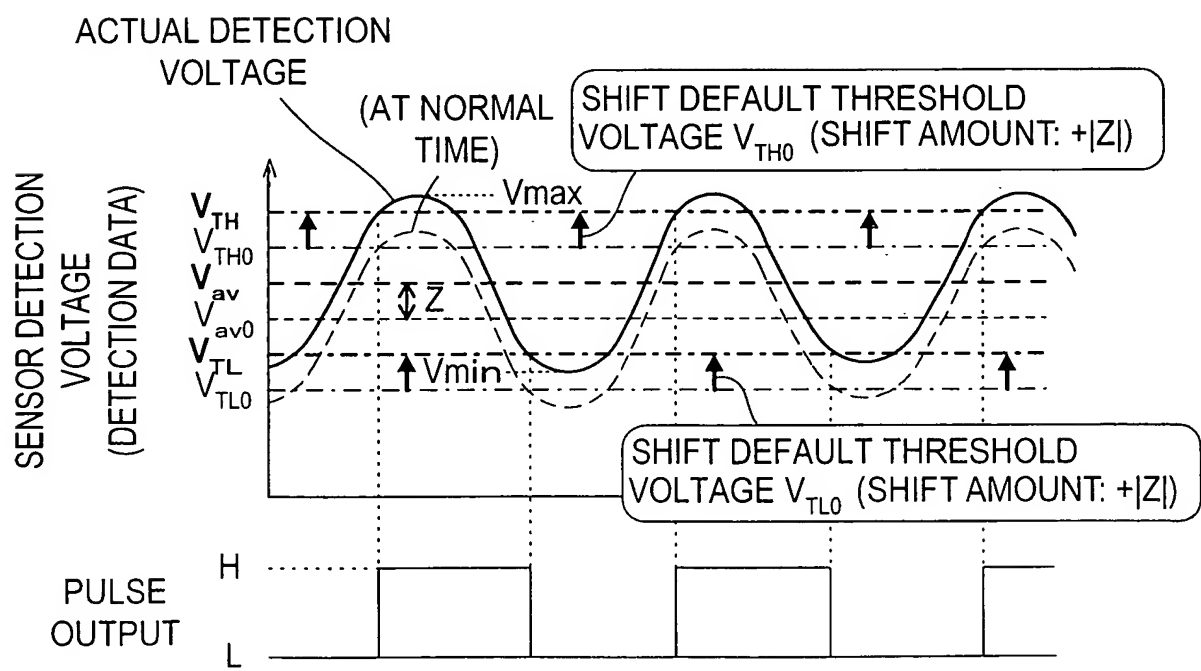 ACTUAL DETECTION
VOLTAGE
(AT NORMAL
TIME)
SHIFT DEFAULT THRESHOLD
VOLTAGE VTH0 (SHIFT AMOUNT: +|Z|)
SENSOR DETECTION
VOLTAGE
(DETECTION DATA)
Vmax
VTH
VTH0
Vav
Z
Vav0
VTL
Vmin
VTL0
SHIFT DEFAULT THRESHOLD
VOLTAGE VTL0 (SHIFT AMOUNT: +|Z|)
H
PULSE
OUTPUT
L